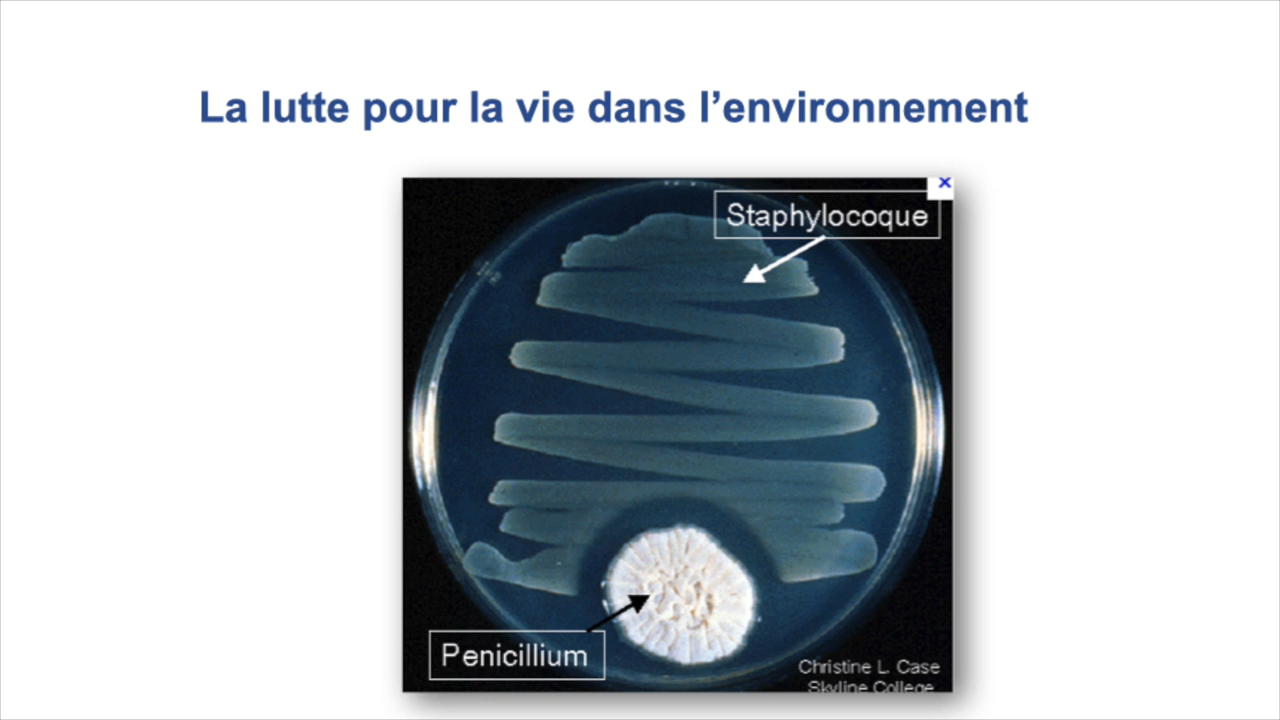 La lutte pour la vie dans l’environnement
Staphylocoque
Penicillium
Christine L. Case
Skyline College